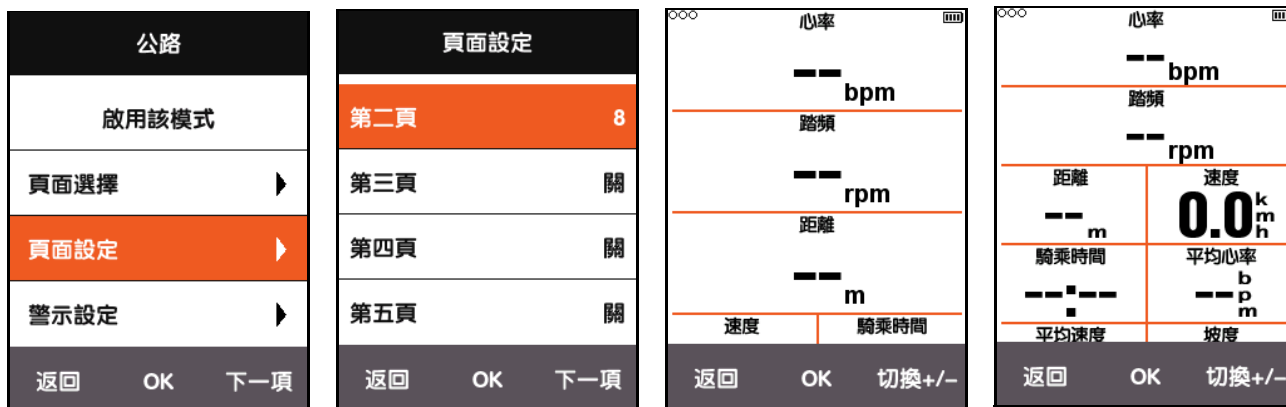 公路
啟用該模式
頁面選擇
頁面設定
警示設定
返回 OK 下一項
頁面設定
第二頁 8
第三頁 關
第四頁 關
第五頁 關
返回 OK 下一項
心率
-- bpm
踏頻
-- rpm
距離
-- m
速度 騎乘時間
返回 OK 切換+/-
心率
-- bpm
踏頻
-- rpm
距離 速度
-- m 0.0 kmh
騎乘時間 平均心率
--:-- -- bpm
平均速度 坡度
返回 OK 切換+/-